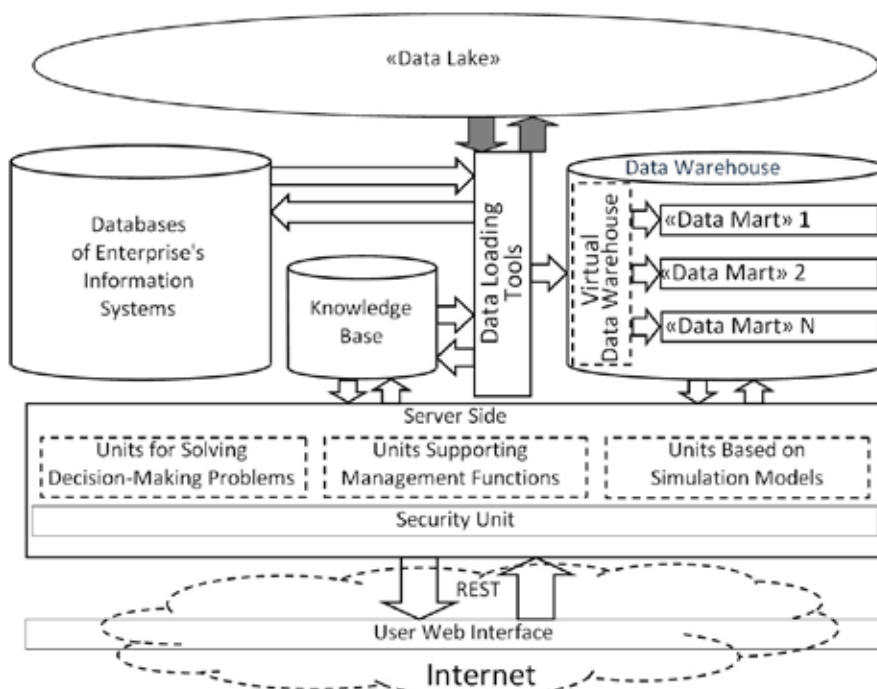 «Data Lake»
Databases
of Enterprise's
Information
Systems
Knowledge
Base
Data Loading
Tools
Data Warehouse
Virtual
Data Warehouse
«Data Mart» 1
«Data Mart» 2
«Data Mart» N
Server Side
Units for Solving
Decision-Making Problems
Units Supporting
Management Functions
Units Based on
Simulation Models
Security Unit
REST
User Web Interface
Internet